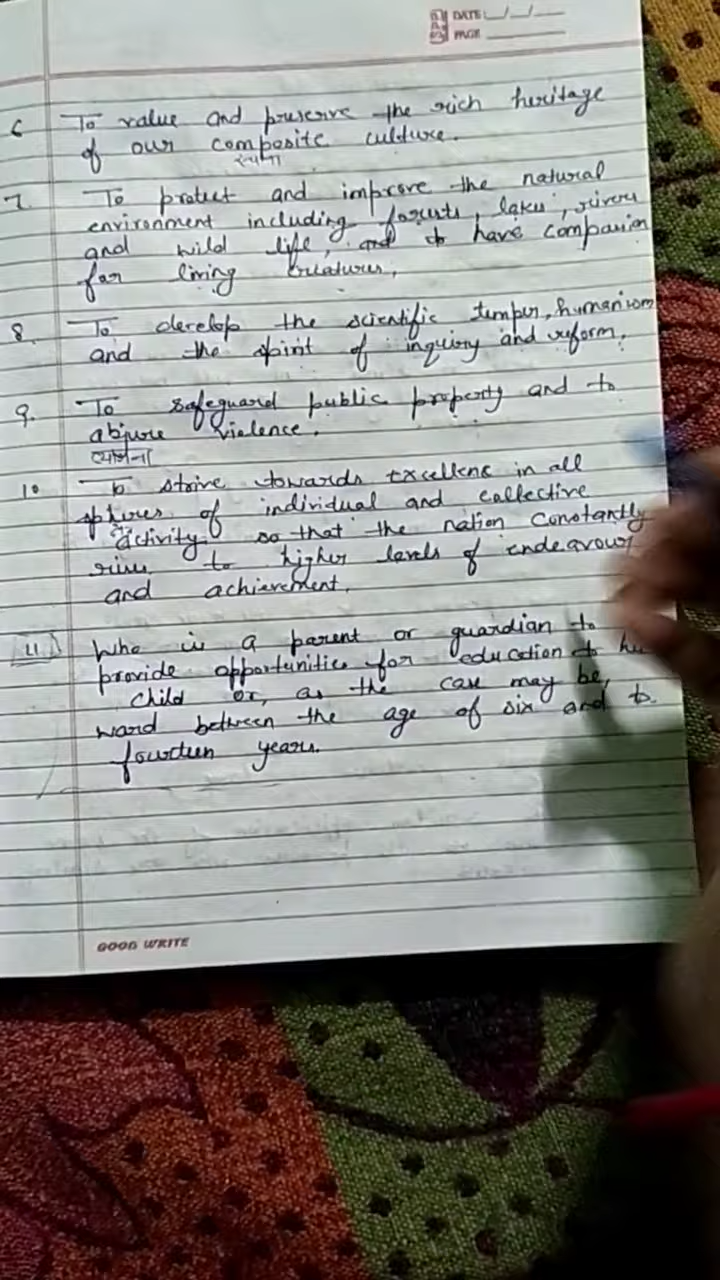 DATE: __/__/__
PAGE ______
6 To value and preserve the rich heritage
of our composite culture.
7. To protect and improve the natural
environment including forests, lakes, rivers
and wild life, and to have compassion
for living creatures,
8. To develop the scientific temper, humanism
and the spirit of inquiry and reform.
9. To safeguard public property and to
abjure violence.
त्यागना
10 To strive towards excellenc in all
spheres of individual and collective
activity so that the nation constantly
rises to higher levels of endeavour
and achievement.
11 Who is a parent or guardian to
provide opportunities for education to his
child or, as the case may be,
ward between the age of six and to
fourteen years.
GOOD WRITE